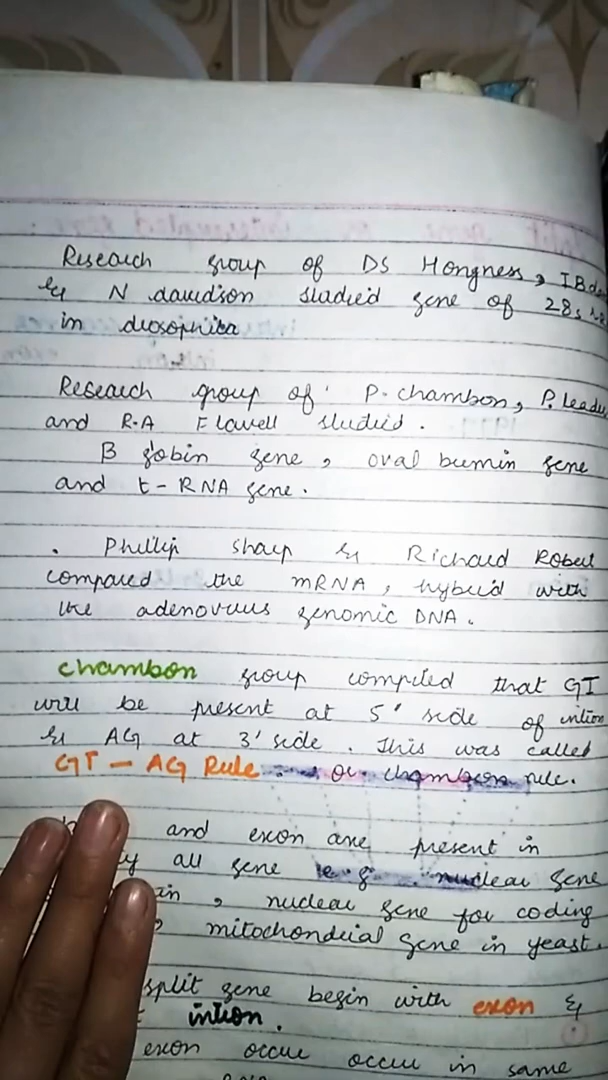 Research group of DS Hongness, IBda
& N davidson studied gene of 28s
in drosophila
Research group of P. chambon, P. leadu
and R.A Flavell studied.
B gobin gene, oval bumin gene
and t-RNA gene.
. Phillip sharp & Richard Robert
compared the mRNA, hybrid with
the adenovirus genomic DNA.
chambon group compiled that GT
will be present at 5' side of intron
& AG at 3' side. This was called
GT - AG Rule or chambon rule.
and exon are present in
all gene e.g. nuclear gene
in, nuclear gene for coding
, mitochondrial gene in yeast.
split gene begin with exon &
intron.
exon occur occur in same